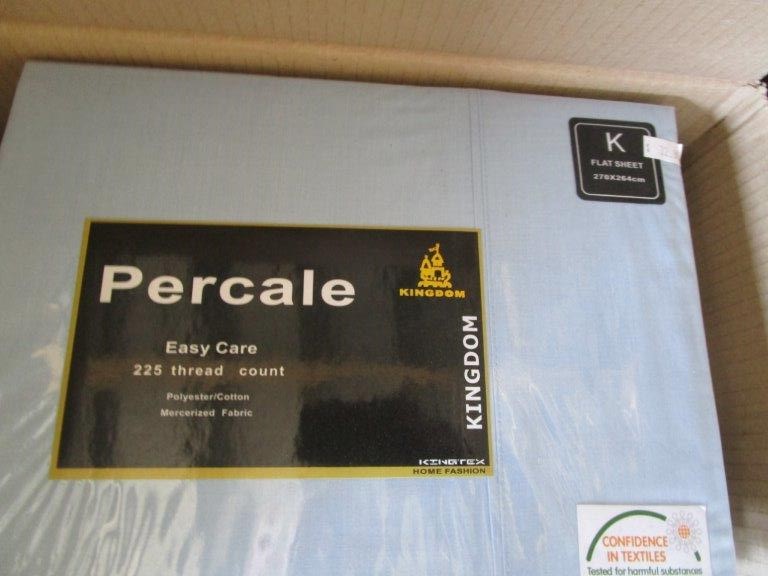 K
FLAT SHEET
278X264cm
Percale
KINGDOM
Easy Care
225 thread count
Polyester/Cotton
Mercerized Fabric
KINGDOM
KINGTEX
HOME FASHION
CONFIDENCE
IN TEXTILES
Tested for harmful substances